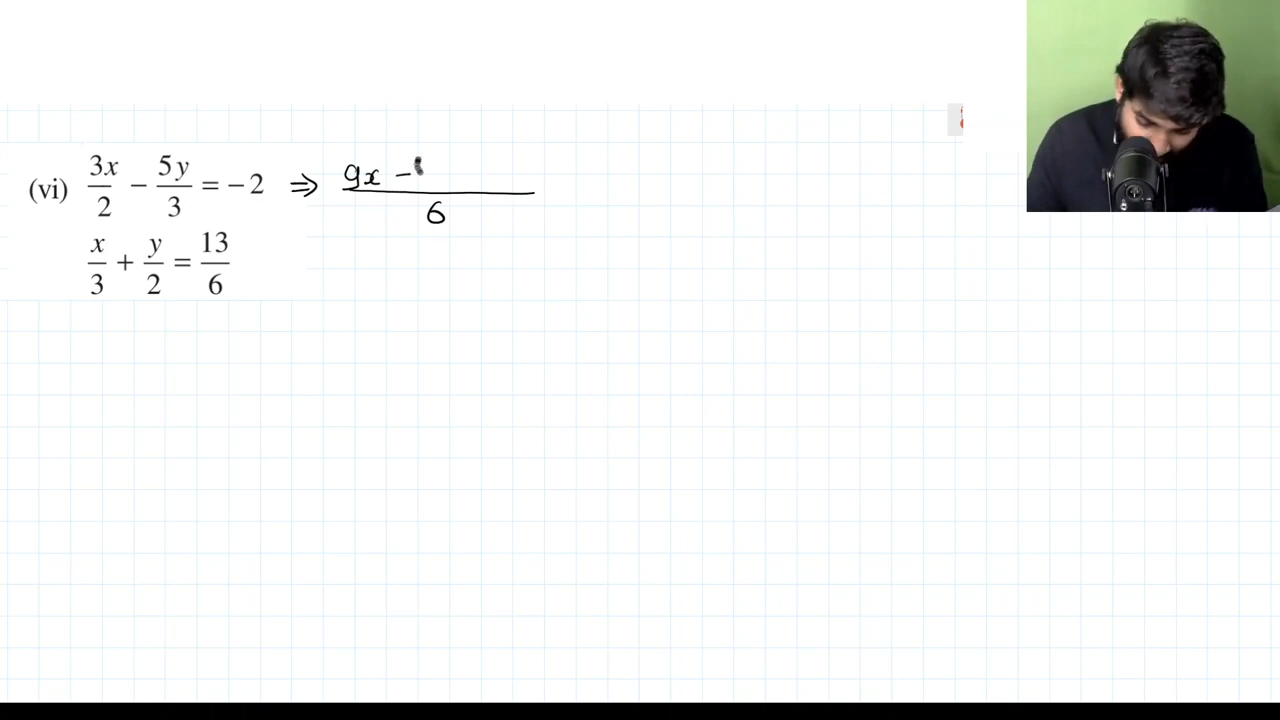 (vi) 3x/2 - 5y/3 = -2 ⇒ 9x -/6
x/3 + y/2 = 13/6